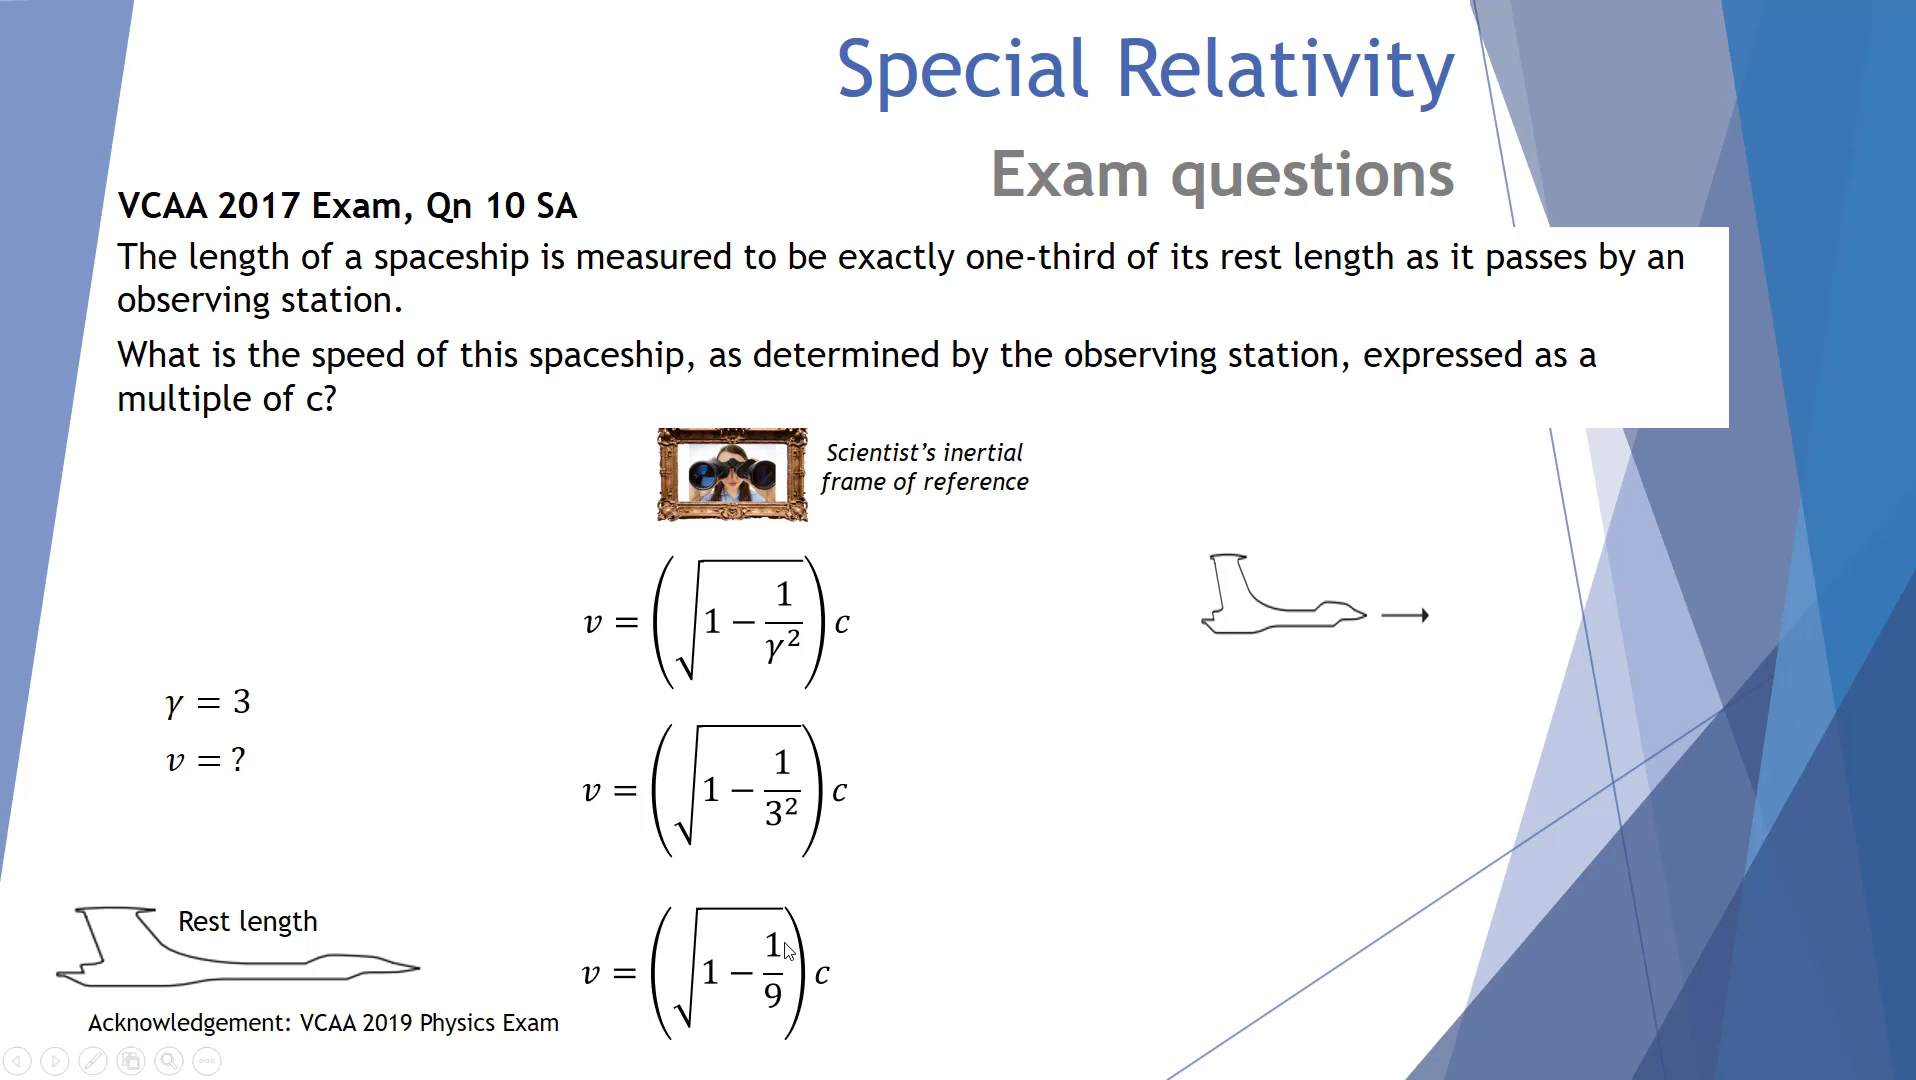 Special Relativity
Exam questions
VCAA 2017 Exam, Qn 10 SA
The length of a spaceship is measured to be exactly one-third of its rest length as it passes by an
observing station.
What is the speed of this spaceship, as determined by the observing station, expressed as a
multiple of c?
Scientist's inertial
frame of reference
v = (√(1 − 1/γ²)) c
γ = 3
v = ?
v = (√(1 − 1/3²)) c
Rest length
v = (√(1 − 1/9)) c
Acknowledgement: VCAA 2019 Physics Exam